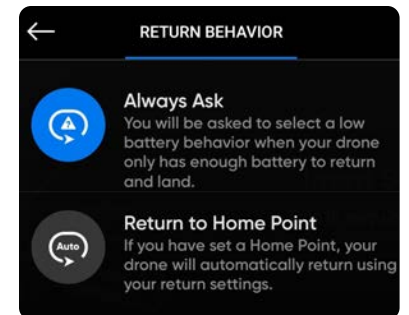 RETURN BEHAVIOR
Always Ask
You will be asked to select a low
battery behavior when your drone
only has enough battery to return
and land.
Auto
Return to Home Point
If you have set a Home Point, your
drone will automatically return using
your return settings.